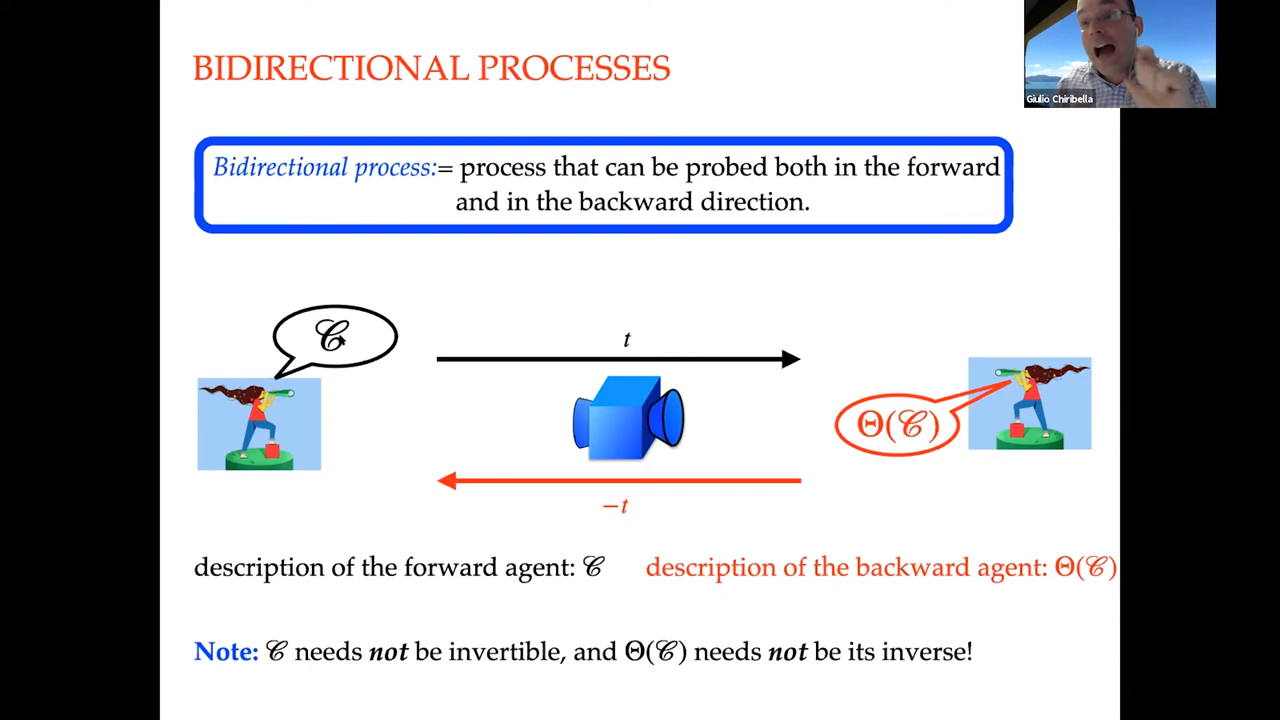 BIDIRECTIONAL PROCESSES
Giulio Chiribella
Bidirectional process:= process that can be probed both in the forward
and in the backward direction.
𝒞
t
Θ(𝒞)
−t
description of the forward agent: 𝒞
description of the backward agent: Θ(𝒞)
Note: 𝒞 needs not be invertible, and Θ(𝒞) needs not be its inverse!